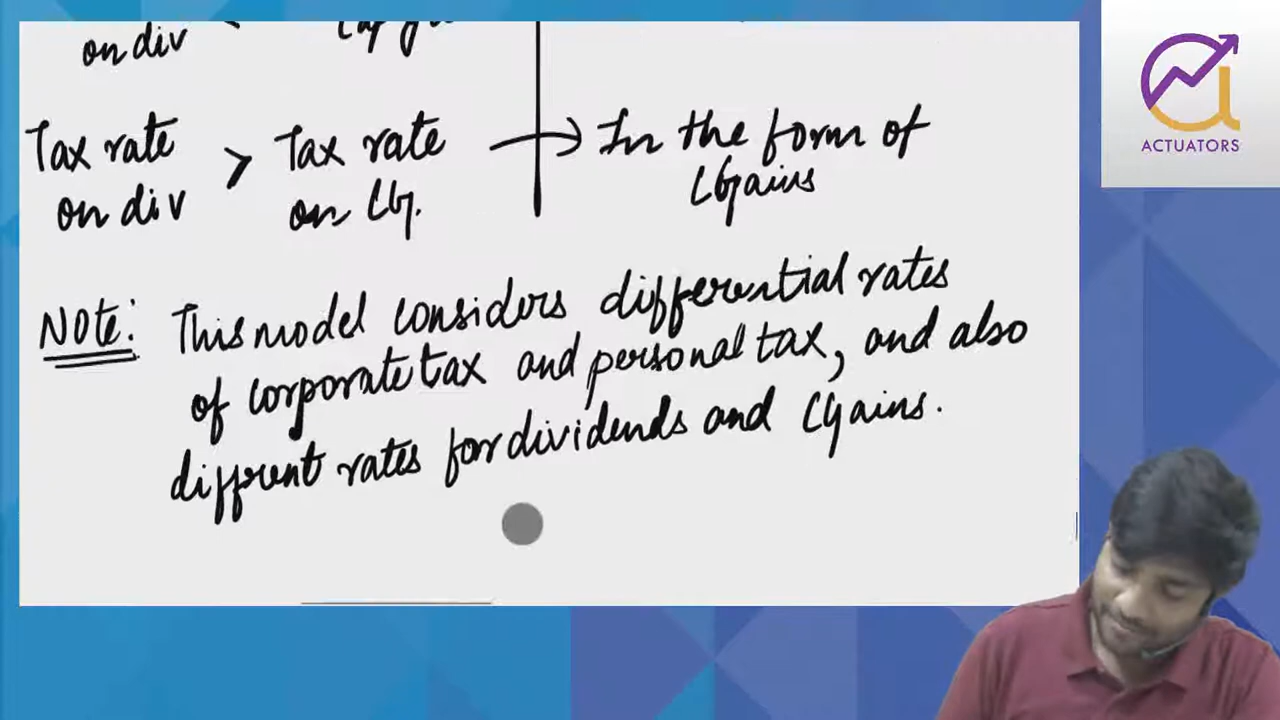 on div
Tax rate > Tax rate → In the form of
on div on CG. CGains
Note: This model considers differential rates
of corporate tax and personal tax, and also
different rates for dividends and CGains.
ACTUATORS